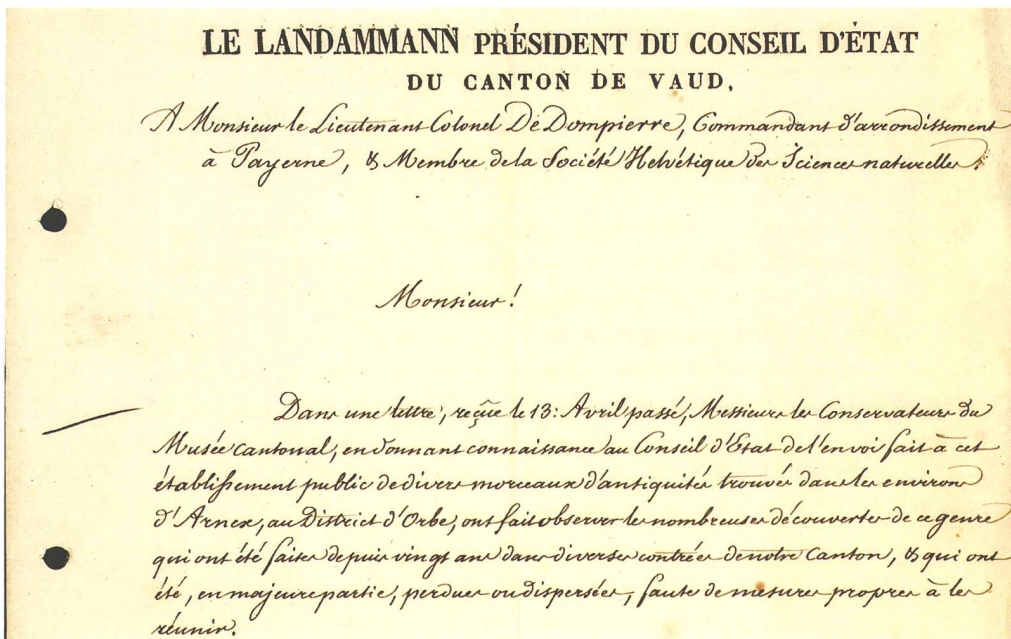 LE LANDAMMANN PRÉSIDENT DU CONSEIL D'ÉTAT
DU CANTON DE VAUD,
A Monsieur le Lieutenant Colonel De Dompierre, Commandant d'arrondissement
à Payerne, & Membre de la Société Helvétique des Sciences naturelles.
Monsieur!
Dans une lettre, reçue le 13: Avril passé, Messieurs les Conservateurs du
Musée cantonal, en donnant connaissance au Conseil d'Etat de l'envoi fait à cet
établissement public de divers morceaux d'antiquités trouvés dans les environs
d'Arnex, au District d'Orbe, ont fait observer les nombreuses découvertes de ce genre
qui ont été faites depuis vingt ans dans diverses contrées de notre Canton, & qui ont
été, en majeure partie, perdues ou dispersées, faute de mesures propres à les
réunir.